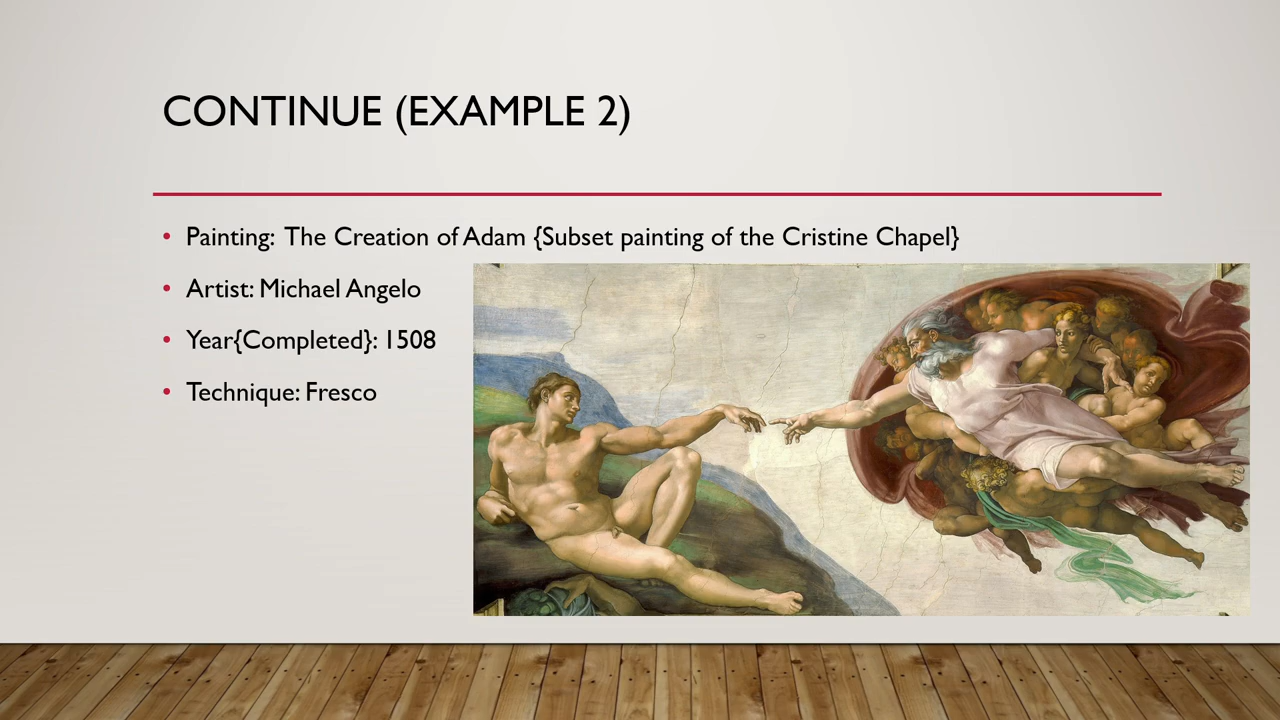 CONTINUE (EXAMPLE 2)
• Painting: The Creation of Adam {Subset painting of the Cristine Chapel}
• Artist: Michael Angelo
• Year{Completed}: 1508
• Technique: Fresco